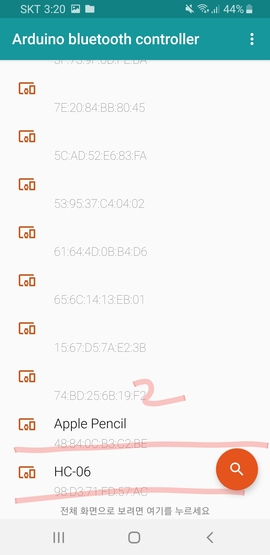 SKT 3:20 44%
Arduino bluetooth controller
7E:20:84:BB:80:45
5C:AD:52:E6:83:FA
53:95:37:C4:04:02
61:64:4D:0B:B4:D6
65:6C:14:13:EB:01
15:67:D5:7A:E2:3B
74:BD:25:6B:19:F2
2
Apple Pencil
48:84:0C:B3:C2:BE
HC-06
98:D3:71:FD:57:AC
전체 화면으로 보려면 여기를 누르세요